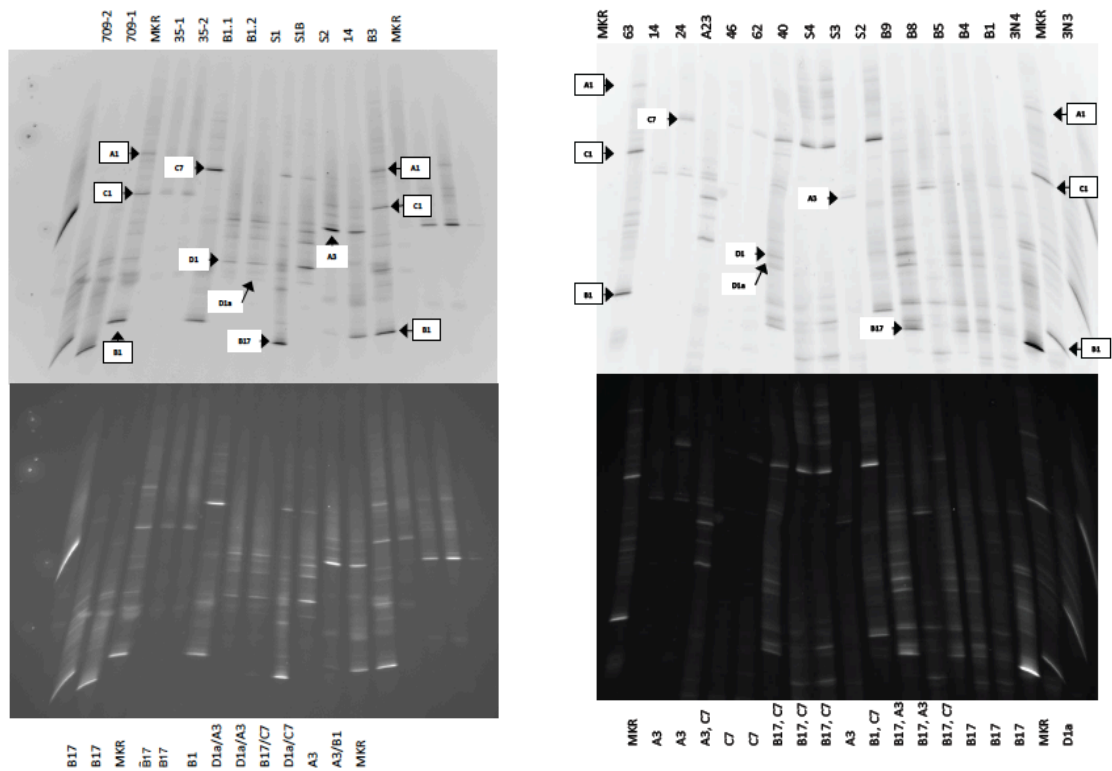 709-2
709-1
MKR
35-1
35-2
B1.1
B1.2
S1
S1B
S2
14
B3
MKR
A1
C7
A1
C1
C1
A3
D1
D1a
B17
B1
B1
B17
B17
MKR
B17
B17
B1
D1a/A3
D1a/A3
B17/C7
D1a/C7
A3
A3/B1
MKR
MKR
63
14
24
A23
46
62
40
S4
S3
S2
B9
B8
B5
B4
B1
3N4
MKR
3N3
A1
C7
A1
C1
C1
A3
D1
D1a
B1
B17
B1
MKR
A3
A3
A3, C7
C7
C7
B17, C7
B17, C7
B17, C7
A3
B1, C7
B17, A3
B17, A3
B17, C7
B17
B17
B17
MKR
D1a